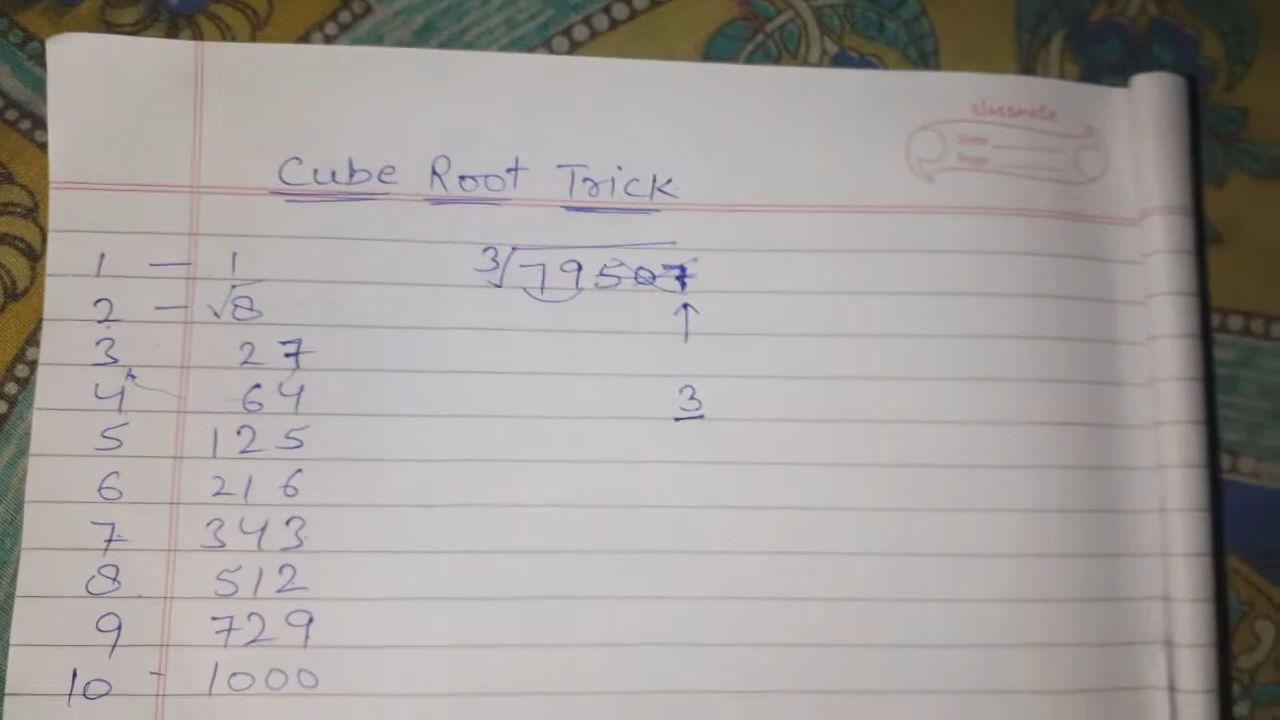 classmate
Cube Root Trick
1 — 1
2 — √8
3 27
4 64
5 125
6 216
7 343
8 512
9 729
10 - 1000
3√79507
↑
3